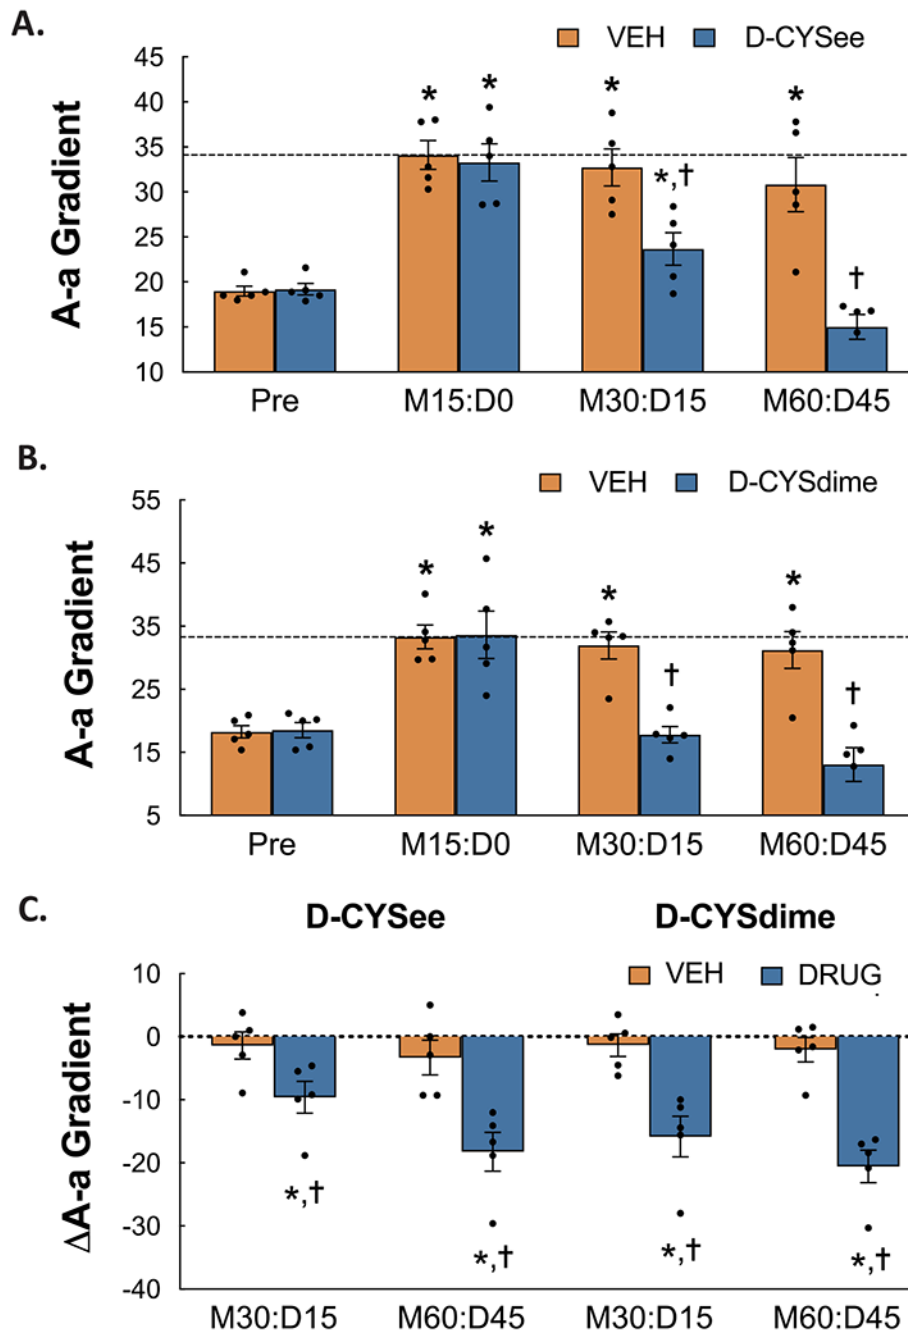 A.
VEH D-CYSee
A-a Gradient
45
40
35
30
25
20
15
10
* * * *,† * †
Pre M15:D0 M30:D15 M60:D45
B.
VEH D-CYSdime
A-a Gradient
55
45
35
25
15
5
* * * † * †
Pre M15:D0 M30:D15 M60:D45
C.
D-CYSee D-CYSdime
VEH DRUG
ΔA-a Gradient
10
0
-10
-20
-30
-40
*,† *,† *,† *,†
M30:D15 M60:D45 M30:D15 M60:D45